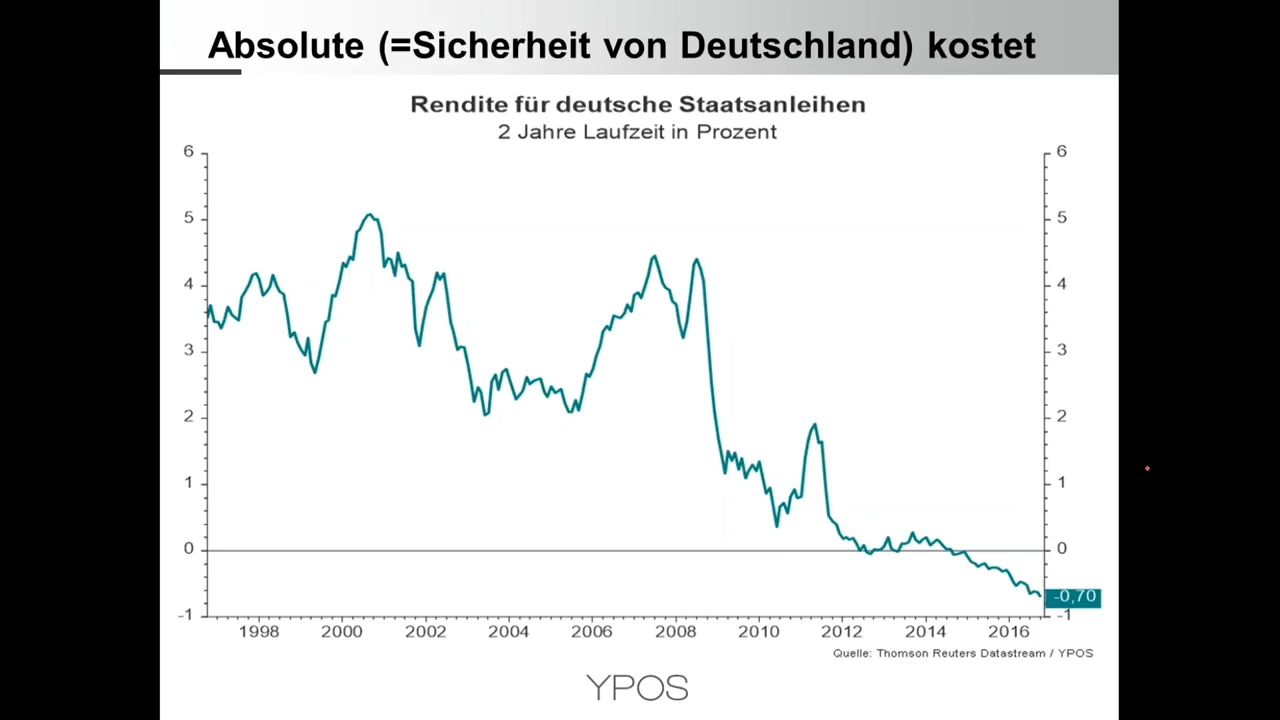 Absolute (=Sicherheit von Deutschland) kostet
Rendite für deutsche Staatsanleihen
2 Jahre Laufzeit in Prozent
6 6
5 5
4 4
3 3
2 2
1 1
0 0
-0,70
-1 -1
1998 2000 2002 2004 2006 2008 2010 2012 2014 2016
Quelle: Thomson Reuters Datastream / YPOS
YPOS